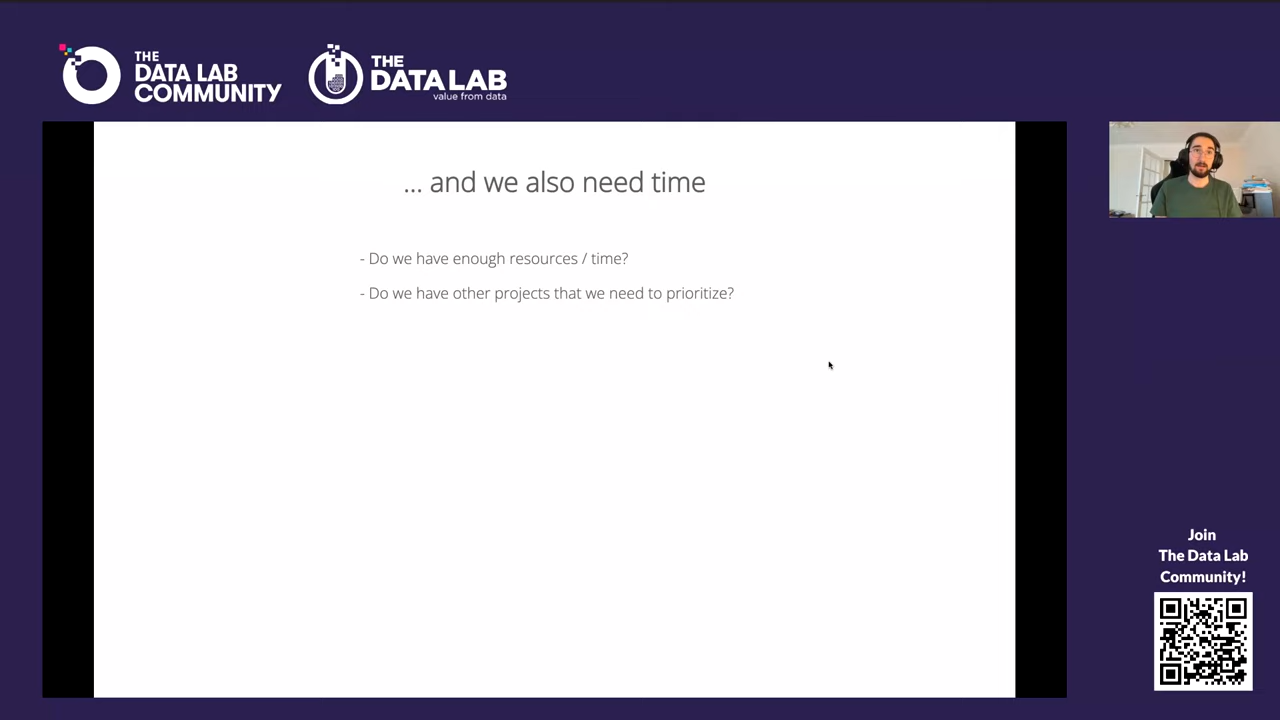 THE
DATA LAB
COMMUNITY
THE
DATA LAB
value from data
... and we also need time
- Do we have enough resources / time?
- Do we have other projects that we need to prioritize?
Join
The Data Lab
Community!